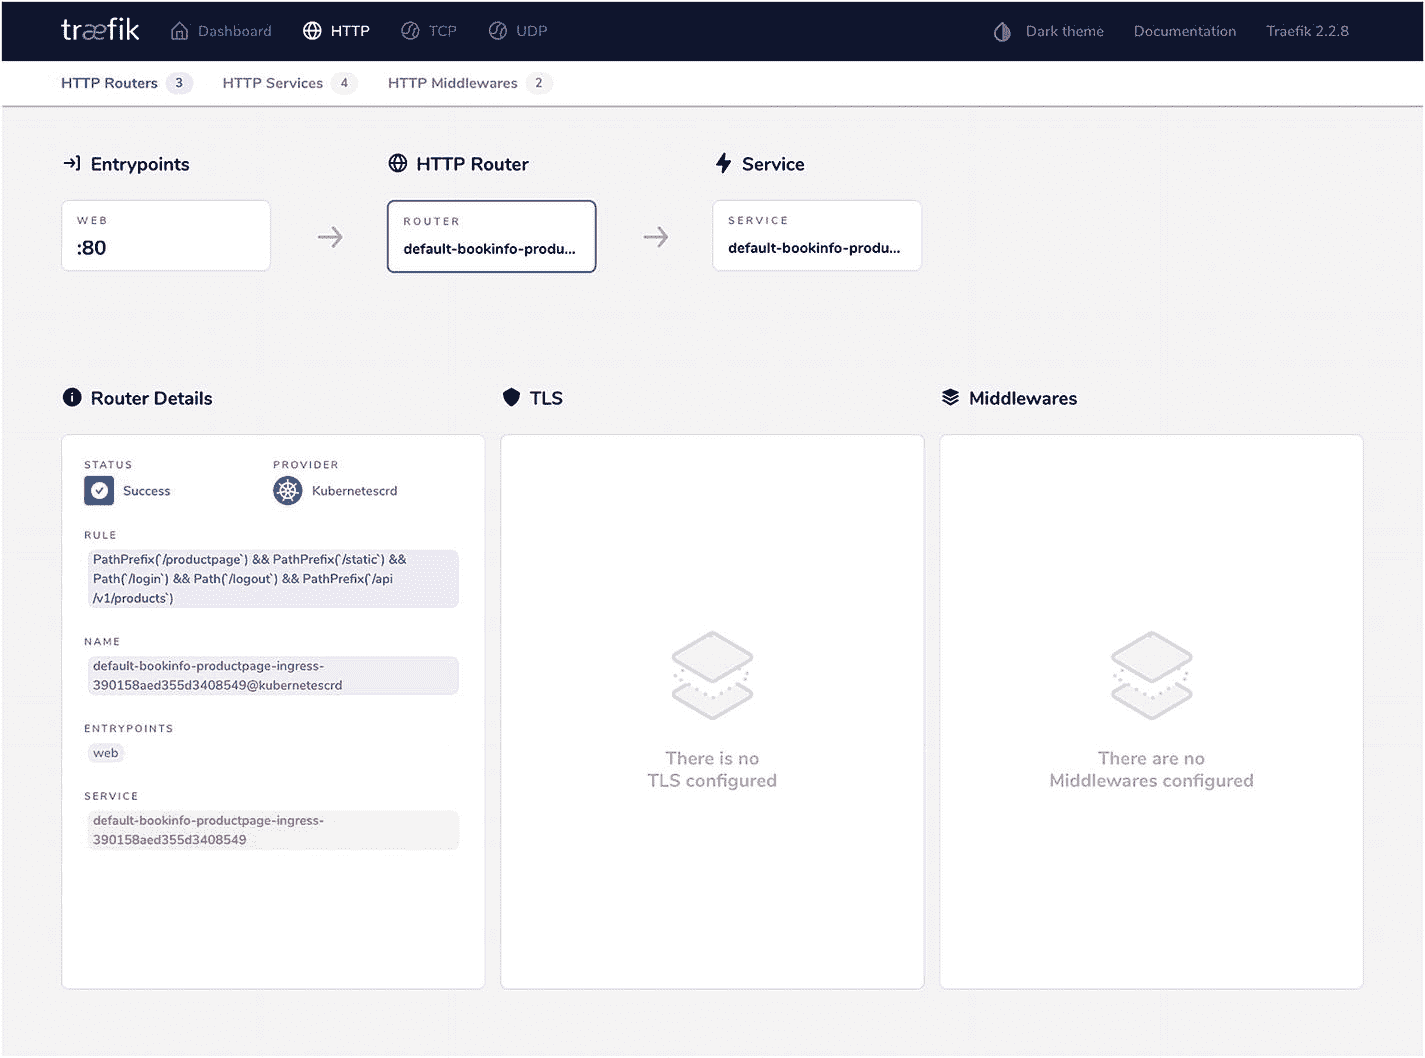 træfik Dashboard HTTP TCP UDP Dark theme Documentation Traefik 2.2.8
HTTP Routers 3 HTTP Services 4 HTTP Middlewares 2
Entrypoints HTTP Router Service
WEB
:80
ROUTER
default-bookinfo-produ...
SERVICE
default-bookinfo-produ...
Router Details
STATUS PROVIDER
Success Kubernetescrd
RULE
PathPrefix(`/productpage`) && PathPrefix(`/static`) &&
Path(`/login`) && Path(`/logout`) && PathPrefix(`/api
/v1/products`)
NAME
default-bookinfo-productpage-ingress-
390158aed355d3408549@kubernetescrd
ENTRYPOINTS
web
SERVICE
default-bookinfo-productpage-ingress-
390158aed355d3408549
TLS
There is no
TLS configured
Middlewares
There are no
Middlewares configured